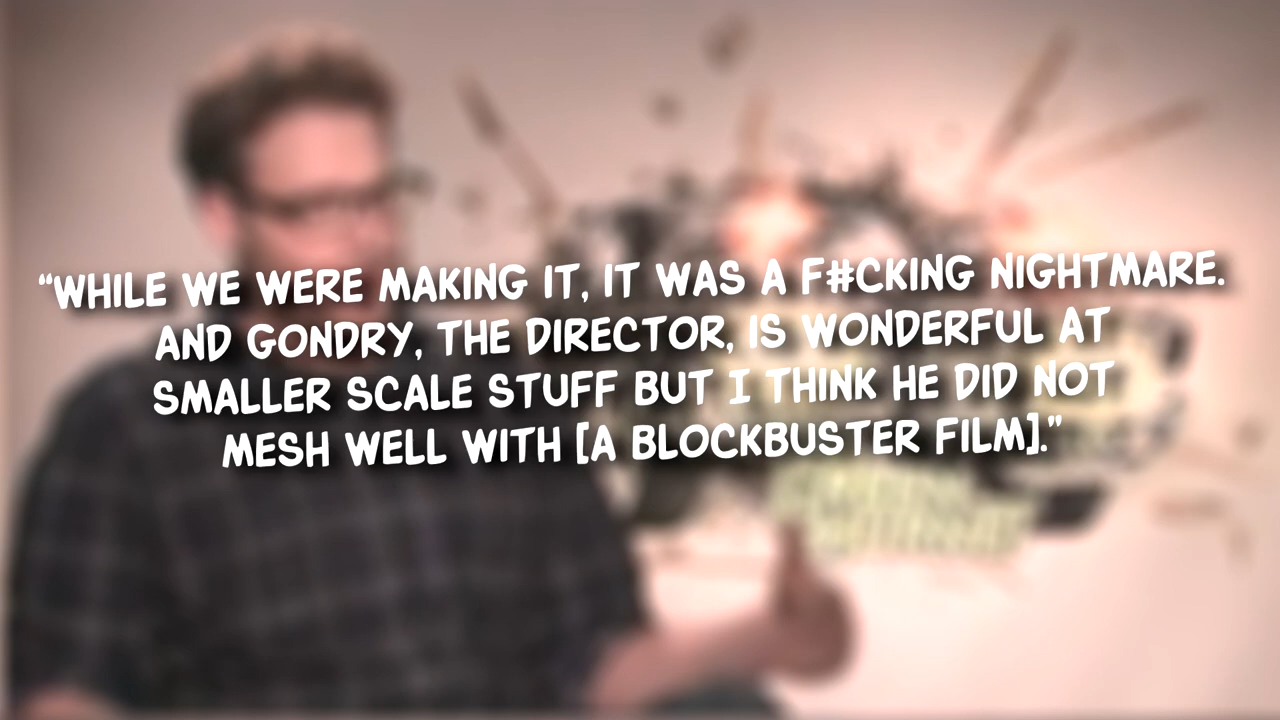 “WHILE WE WERE MAKING IT, IT WAS A F#CKING NIGHTMARE.
AND GONDRY, THE DIRECTOR, IS WONDERFUL AT
SMALLER SCALE STUFF BUT I THINK HE DID NOT
MESH WELL WITH [A BLOCKBUSTER FILM].”